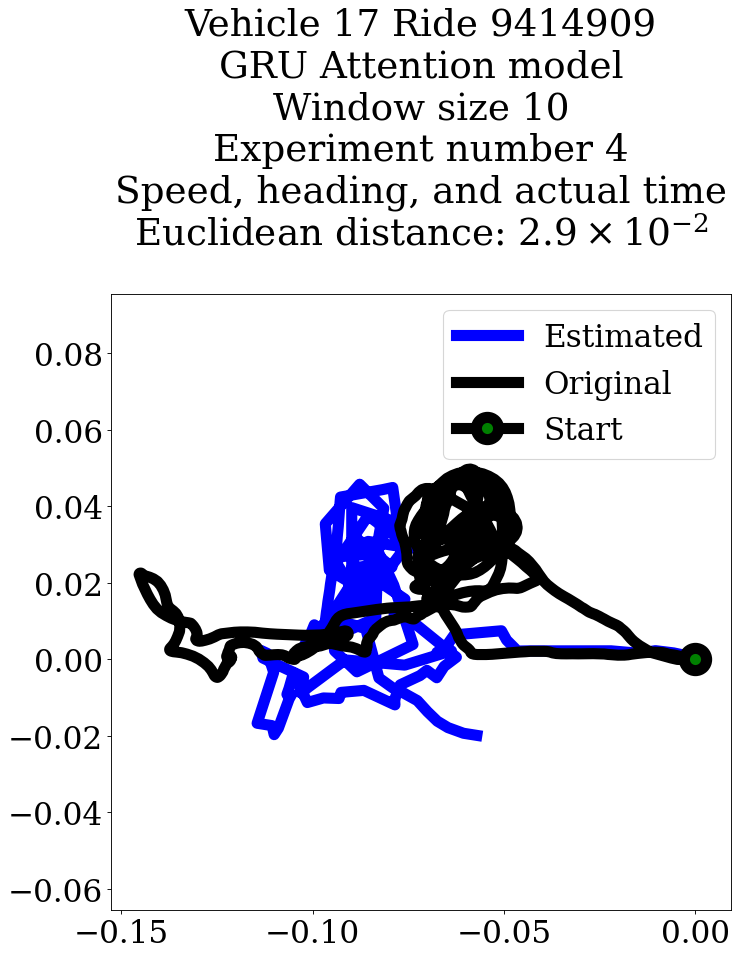 Vehicle 17 Ride 9414909
GRU Attention model
Window size 10
Experiment number 4
Speed, heading, and actual time
Euclidean distance: 2.9 × 10⁻²
Estimated
Original
Start
0.08
0.06
0.04
0.02
0.00
−0.02
−0.04
−0.06
−0.15
−0.10
−0.05
0.00